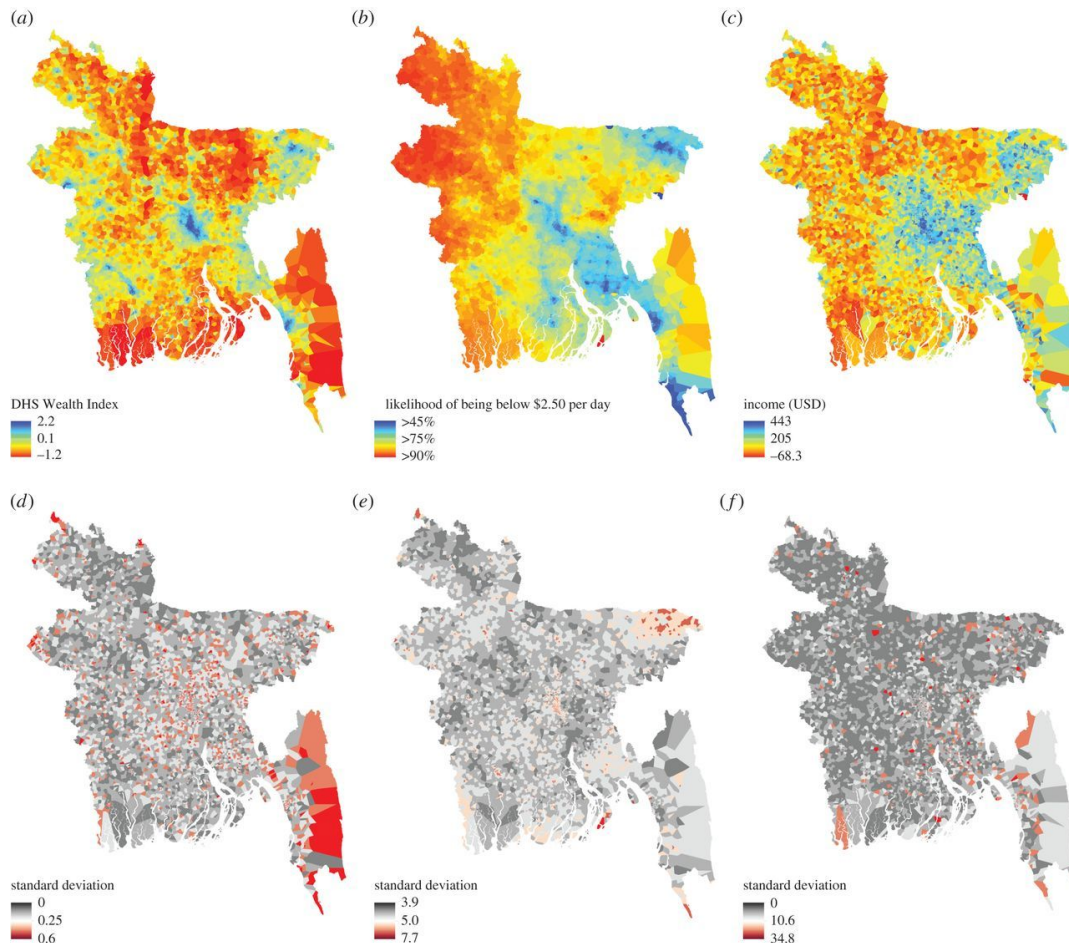 (a)
(b)
(c)
DHS Wealth Index
2.2
0.1
−1.2
likelihood of being below $2.50 per day
>45%
>75%
>90%
income (USD)
443
205
−68.3
(d)
(e)
(f)
standard deviation
0
0.25
0.6
standard deviation
3.9
5.0
7.7
standard deviation
0
10.6
34.8